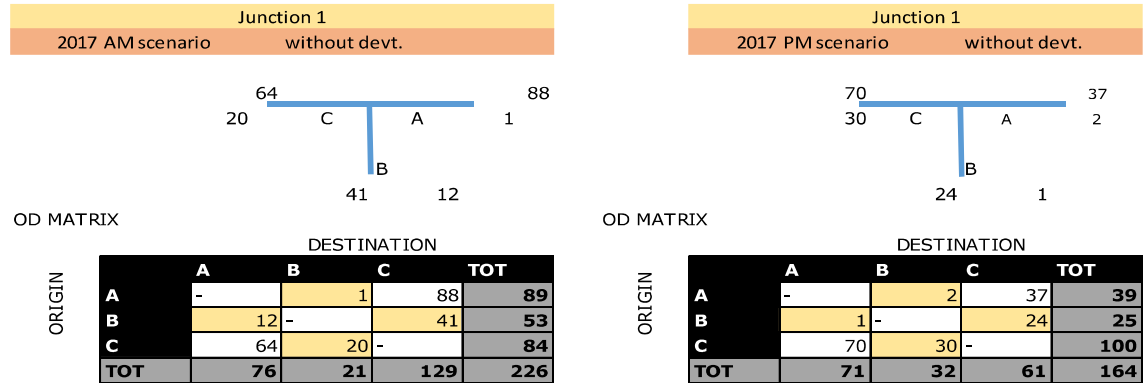 Junction 1
2017 AM scenario without devt.
64 88
20 C A 1
B
41 12
OD MATRIX
DESTINATION
ORIGIN
A B C TOT
A - 1 88 89
B 12 - 41 53
C 64 20 - 84
TOT 76 21 129 226
Junction 1
2017 PM scenario without devt.
70 37
30 C A 2
B
24 1
OD MATRIX
DESTINATION
ORIGIN
A B C TOT
A - 2 37 39
B 1 - 24 25
C 70 30 - 100
TOT 71 32 61 164